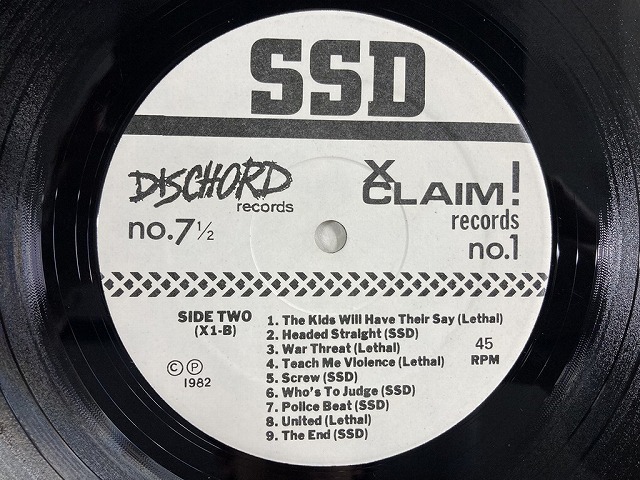 SSD
DISCHORD
records
no.7 1/2
X
CLAIM!
records
no.1
SIDE TWO
(X1-B)
© ℗
1982
1. The Kids Will Have Their Say (Lethal)
2. Headed Straight (SSD)
3. War Threat (Lethal)
4. Teach Me Violence (Lethal)
5. Screw (SSD)
6. Who's To Judge (SSD)
7. Police Beat (SSD)
8. United (Lethal)
9. The End (SSD)
45
RPM